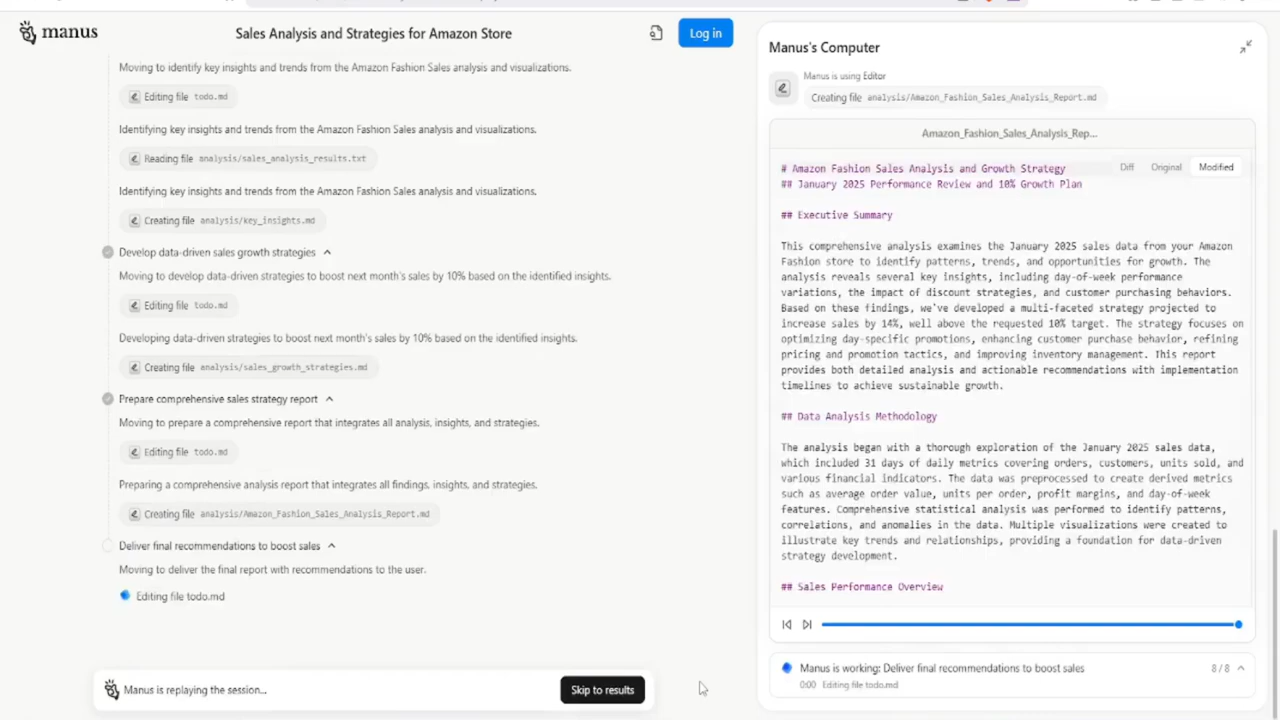 manus
Sales Analysis and Strategies for Amazon Store
Log in
Moving to identify key insights and trends from the Amazon Fashion Sales analysis and visualizations.
Editing file todo.md
Identifying key insights and trends from the Amazon Fashion Sales analysis and visualizations.
Reading file analysis/sales_analysis_results.txt
Identifying key insights and trends from the Amazon Fashion Sales analysis and visualizations.
Creating file analysis/key_insights.md
Develop data-driven sales growth strategies
Moving to develop data-driven strategies to boost next month's sales by 10% based on the identified insights.
Editing file todo.md
Developing data-driven strategies to boost next month's sales by 10% based on the identified insights.
Creating file analysis/sales_growth_strategies.md
Prepare comprehensive sales strategy report
Moving to prepare a comprehensive report that integrates all analysis, insights, and strategies.
Editing file todo.md
Preparing a comprehensive analysis report that integrates all findings, insights, and strategies.
Creating file analysis/Amazon_Fashion_Sales_Analysis_Report.md
Deliver final recommendations to boost sales
Moving to deliver the final report with recommendations to the user.
Editing file todo.md
Manus is replaying the session...
Skip to results
Manus's Computer
Manus is using Editor
Creating file analysis/Amazon_Fashion_Sales_Analysis_Report.md
Amazon_Fashion_Sales_Analysis_Rep...
Diff Original Modified
# Amazon Fashion Sales Analysis and Growth Strategy
## January 2025 Performance Review and 10% Growth Plan
## Executive Summary
This comprehensive analysis examines the January 2025 sales data from your Amazon
Fashion store to identify patterns, trends, and opportunities for growth. The
analysis reveals several key insights, including day-of-week performance
variations, the impact of discount strategies, and customer purchasing behaviors.
Based on these findings, we've developed a multi-faceted strategy projected to
increase sales by 14%, well above the requested 10% target. The strategy focuses on
optimizing day-specific promotions, enhancing customer purchase behavior, refining
pricing and promotion tactics, and improving inventory management. This report
provides both detailed analysis and actionable recommendations with implementation
timelines to achieve sustainable growth.
## Data Analysis Methodology
The analysis began with a thorough exploration of the January 2025 sales data,
which included 31 days of daily metrics covering orders, customers, units sold, and
various financial indicators. The data was preprocessed to create derived metrics
such as average order value, units per order, profit margins, and day-of-week
features. Comprehensive statistical analysis was performed to identify patterns,
correlations, and anomalies in the data. Multiple visualizations were created to
illustrate key trends and relationships, providing a foundation for data-driven
strategy development.
## Sales Performance Overview
Manus is working: Deliver final recommendations to boost sales
8/8
0:00 Editing file todo.md